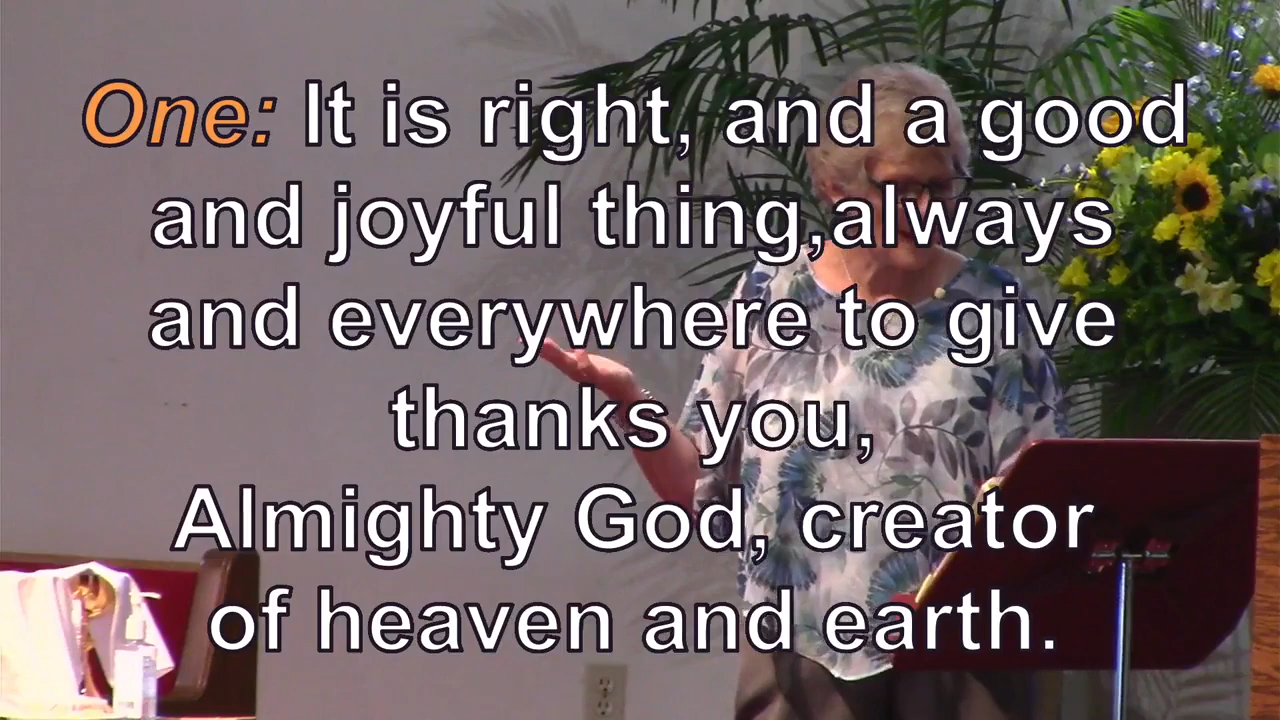 One: It is right, and a good
and joyful thing,always
and everywhere to give
thanks you,
Almighty God, creator
of heaven and earth.